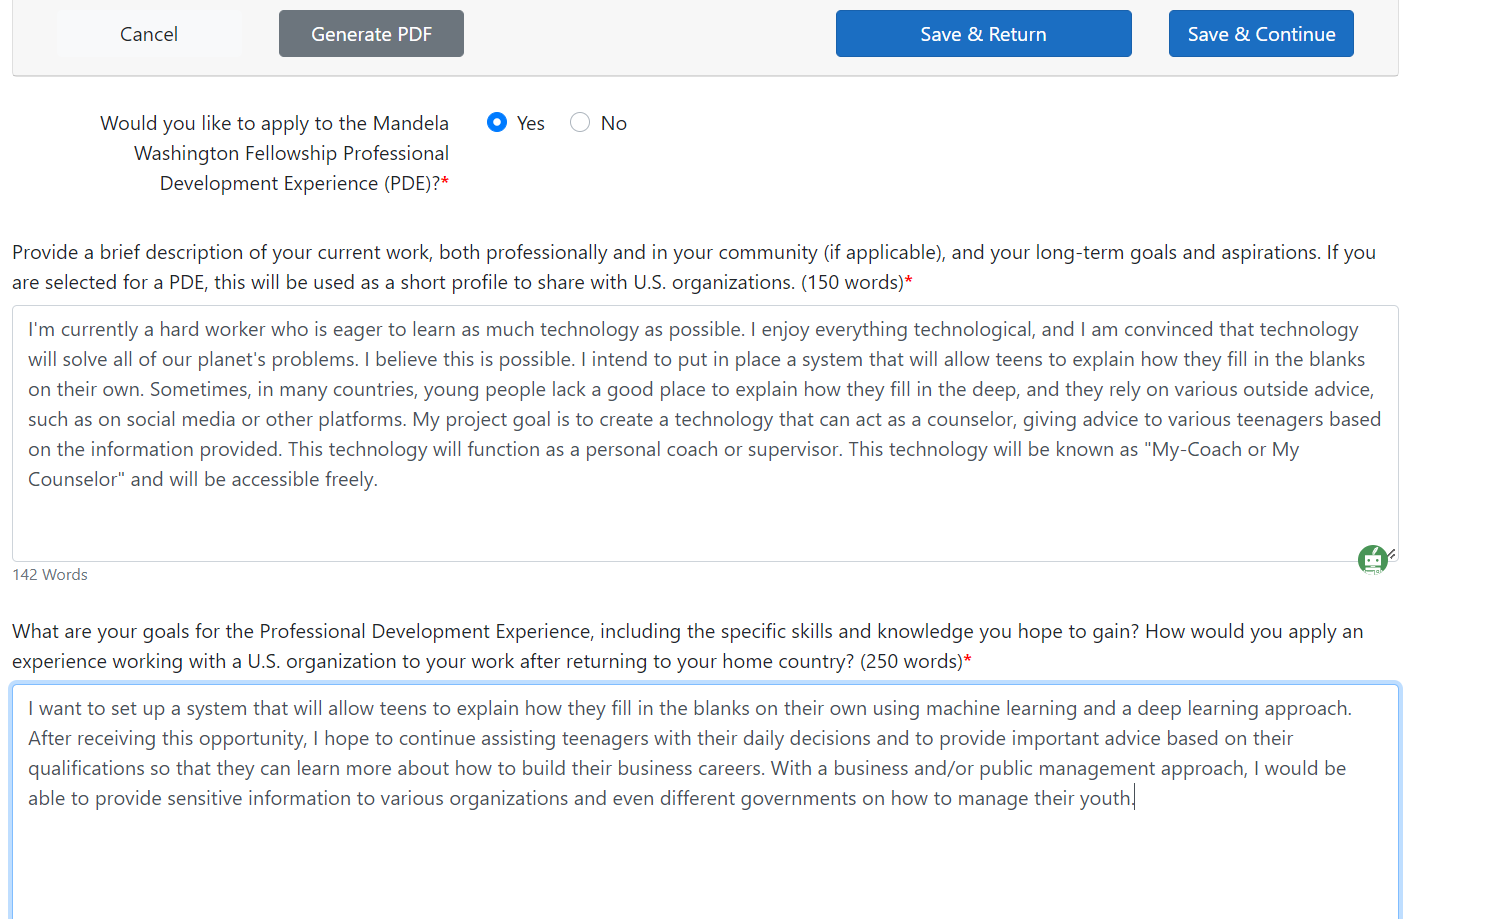 Cancel
Generate PDF
Save & Return
Save & Continue
Would you like to apply to the Mandela
Washington Fellowship Professional
Development Experience (PDE)?*
Yes
No
Provide a brief description of your current work, both professionally and in your community (if applicable), and your long-term goals and aspirations. If you
are selected for a PDE, this will be used as a short profile to share with U.S. organizations. (150 words)*
I'm currently a hard worker who is eager to learn as much technology as possible. I enjoy everything technological, and I am convinced that technology
will solve all of our planet's problems. I believe this is possible. I intend to put in place a system that will allow teens to explain how they fill in the blanks
on their own. Sometimes, in many countries, young people lack a good place to explain how they fill in the deep, and they rely on various outside advice,
such as on social media or other platforms. My project goal is to create a technology that can act as a counselor, giving advice to various teenagers based
on the information provided. This technology will function as a personal coach or supervisor. This technology will be known as "My-Coach or My
Counselor" and will be accessible freely.
142 Words
What are your goals for the Professional Development Experience, including the specific skills and knowledge you hope to gain? How would you apply an
experience working with a U.S. organization to your work after returning to your home country? (250 words)*
I want to set up a system that will allow teens to explain how they fill in the blanks on their own using machine learning and a deep learning approach.
After receiving this opportunity, I hope to continue assisting teenagers with their daily decisions and to provide important advice based on their
qualifications so that they can learn more about how to build their business careers. With a business and/or public management approach, I would be
able to provide sensitive information to various organizations and even different governments on how to manage their youth.